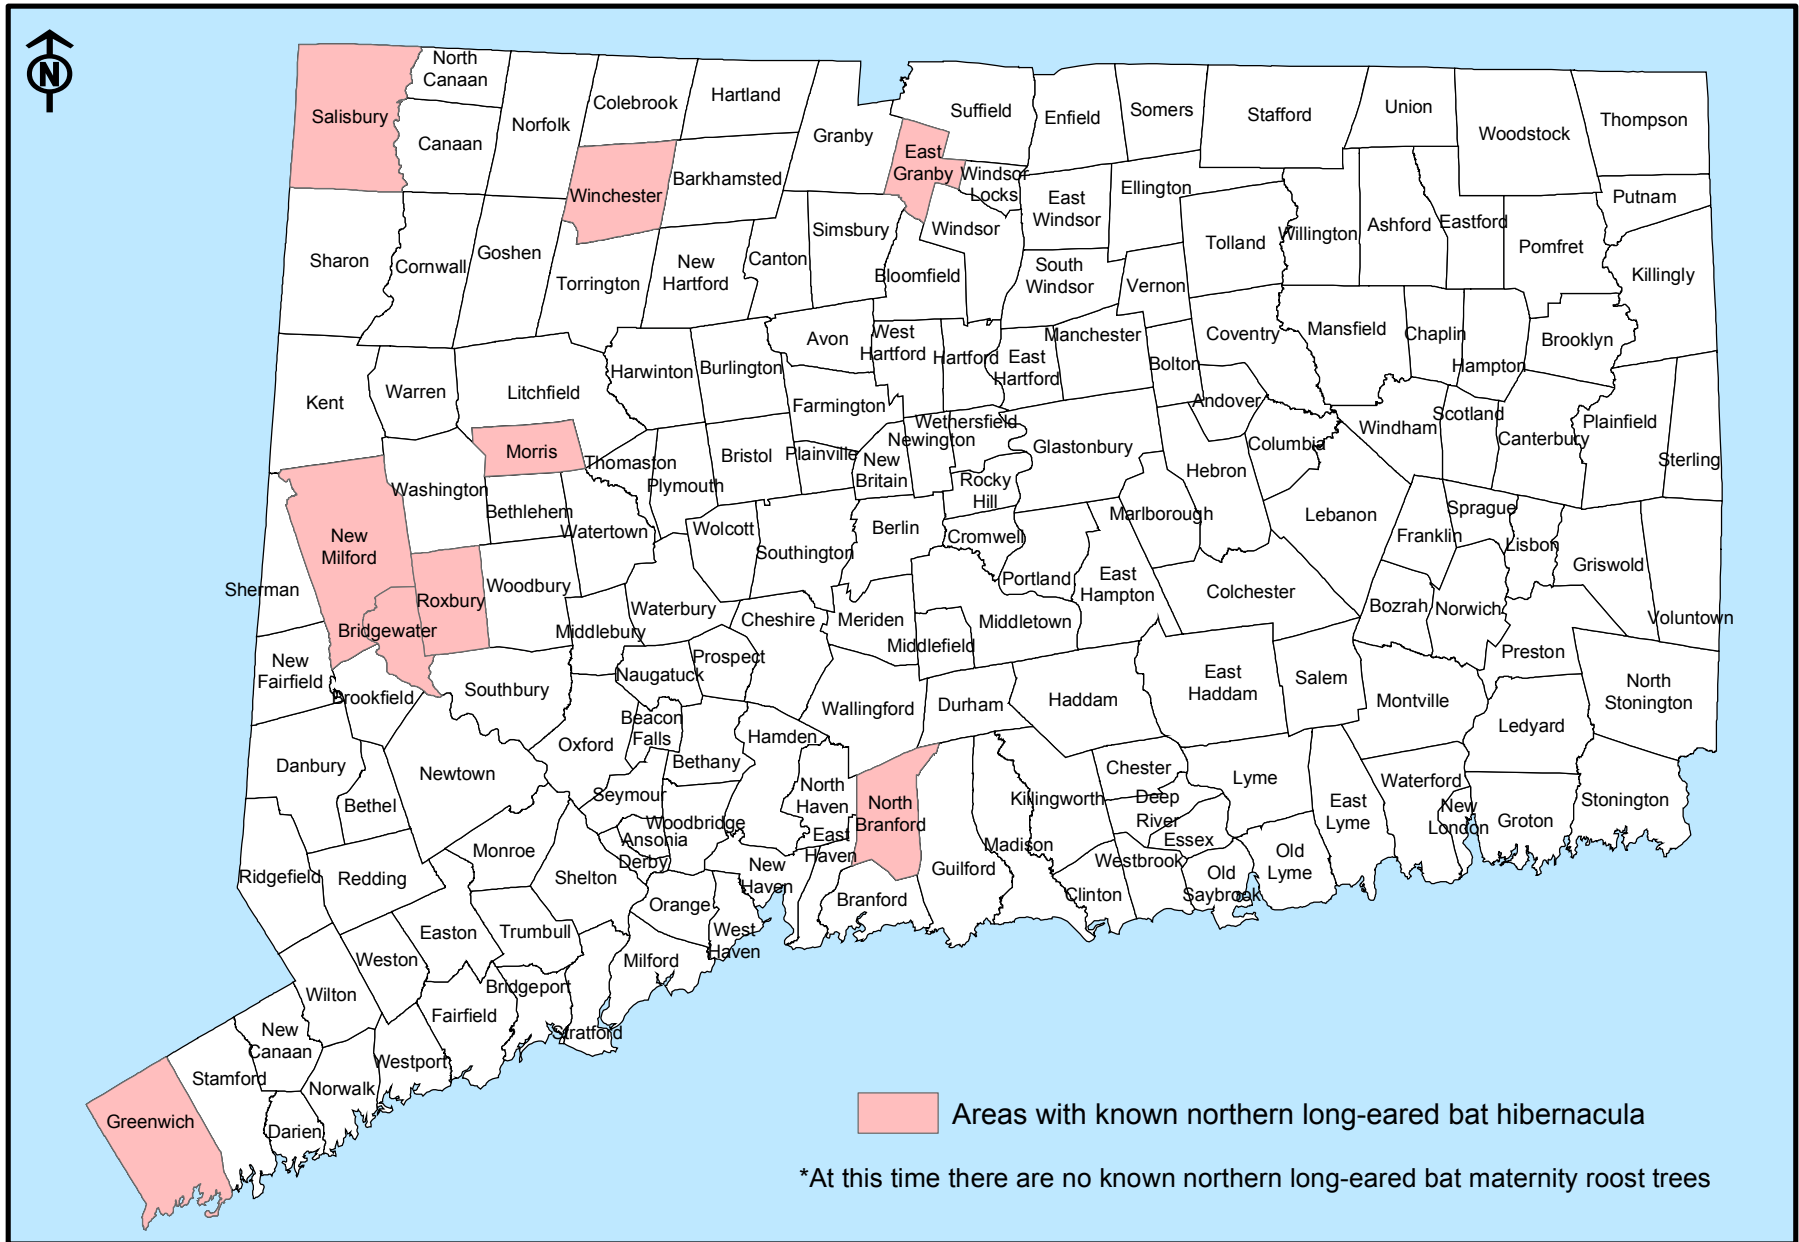 N
North
Canaan
Salisbury
Canaan
Norfolk
Colebrook
Hartland
Granby
Suffield
Enfield
Somers
Stafford
Union
Woodstock
Thompson
East
Granby
Windsor
Locks
Winchester
Barkhamsted
East
Windsor
Ellington
Putnam
Sharon
Cornwall
Goshen
Torrington
New
Hartford
Canton
Simsbury
Windsor
Bloomfield
South
Windsor
Vernon
Tolland
Willington
Ashford
Eastford
Pomfret
Killingly
Kent
Warren
Litchfield
Harwinton
Burlington
Avon
West
Hartford
Hartford
East
Hartford
Manchester
Bolton
Coventry
Mansfield
Chaplin
Hampton
Brooklyn
Andover
Farmington
Wethersfield
Newington
Glastonbury
Columbia
Windham
Scotland
Canterbury
Plainfield
Sterling
Morris
Thomaston
Plymouth
Bristol
Plainville
New
Britain
Rocky
Hill
Hebron
Washington
Bethlehem
Watertown
Wolcott
Southington
Berlin
Cromwell
Marlborough
Lebanon
Sprague
Franklin
Lisbon
Griswold
Voluntown
New
Milford
Sherman
Roxbury
Bridgewater
Woodbury
Middlebury
Waterbury
Cheshire
Meriden
Middlefield
Middletown
Portland
East
Hampton
Colchester
Bozrah
Norwich
Preston
New
Fairfield
Brookfield
Southbury
Naugatuck
Prospect
Wallingford
Durham
Haddam
East
Haddam
Salem
Montville
Ledyard
North
Stonington
Danbury
Bethel
Newtown
Oxford
Beacon
Falls
Bethany
Hamden
North
Haven
North
Branford
Killingworth
Chester
Deep
River
Essex
Lyme
East
Lyme
Waterford
New
London
Groton
Stonington
Seymour
Woodbridge
Ansonia
Derby
East
Haven
Madison
Guilford
Westbrook
Clinton
Old
Saybrook
Old
Lyme
Ridgefield
Redding
Monroe
Shelton
New
Haven
Orange
West
Haven
Branford
Easton
Trumbull
Milford
Weston
Bridgeport
Stratford
Wilton
Fairfield
New
Canaan
Westport
Norwalk
Stamford
Darien
Greenwich
Areas with known northern long-eared bat hibernacula
*At this time there are no known northern long-eared bat maternity roost trees